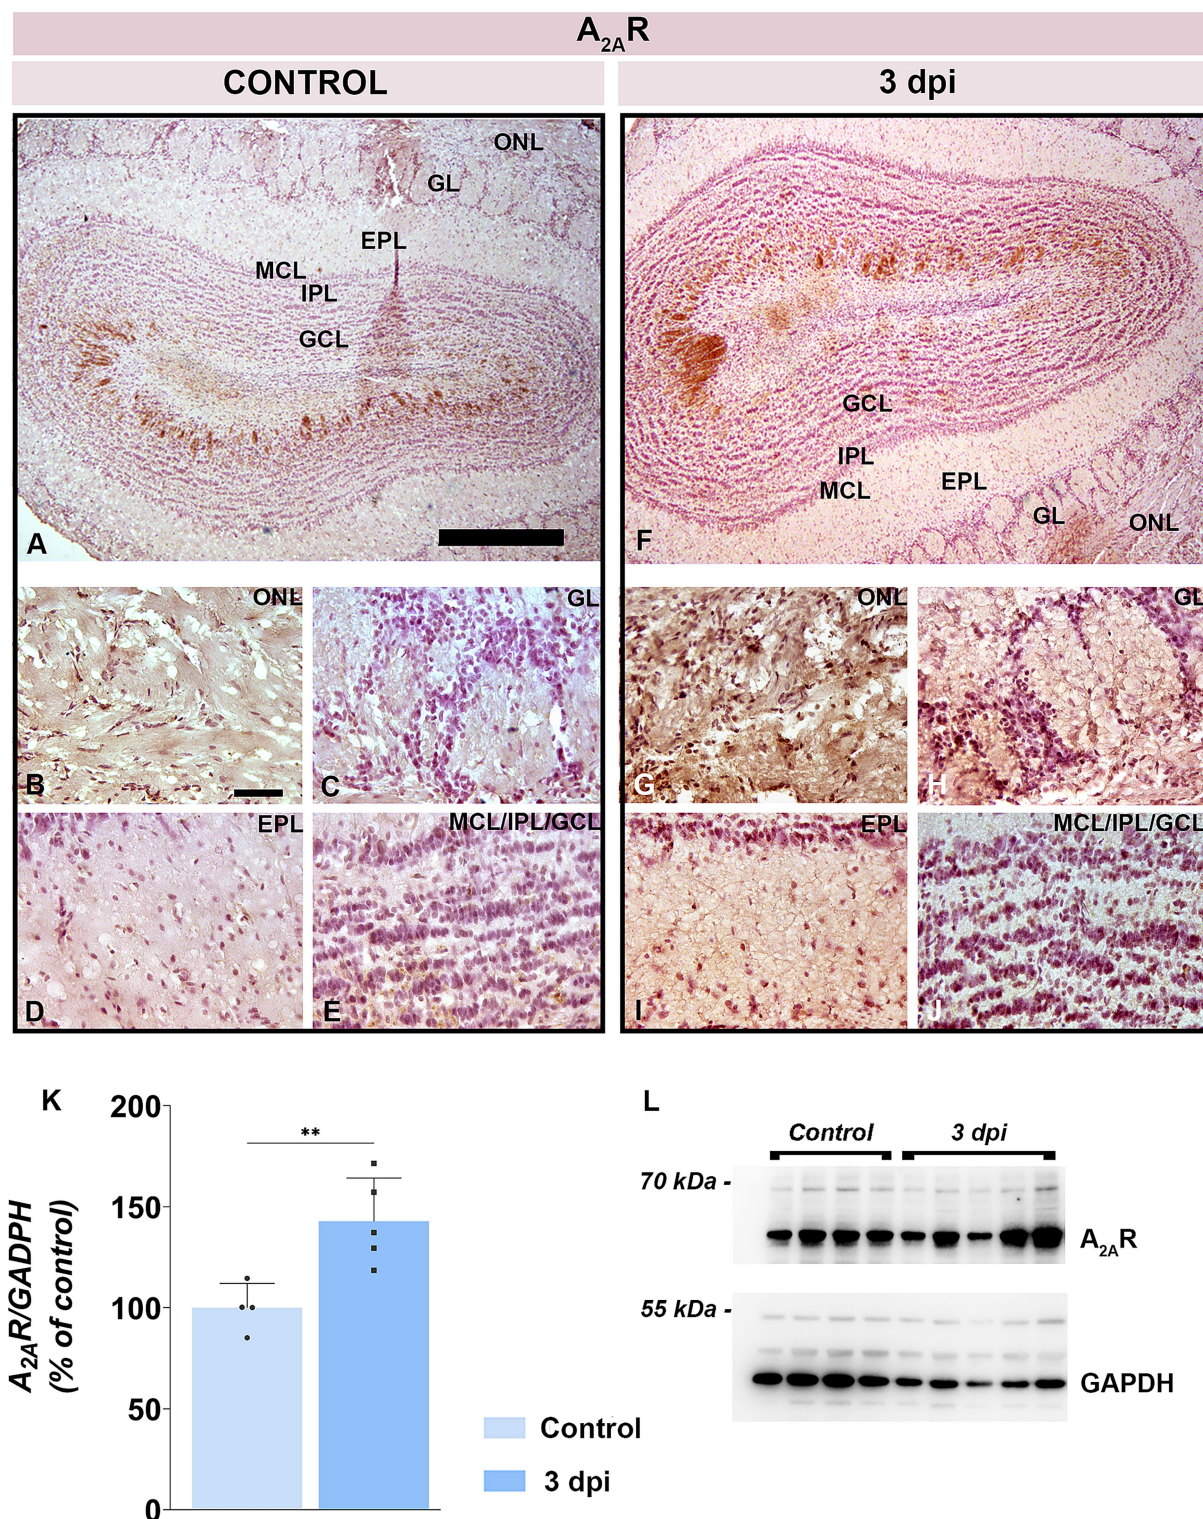 A2AR
CONTROL
3 dpi
ONL
GL
EPL
MCL
IPL
GCL
A
GCL
IPL
MCL
EPL
GL
ONL
F
ONL
B
GL
C
EPL
D
MCL/IPL/GCL
E
ONL
G
GL
H
EPL
I
MCL/IPL/GCL
J
K
200
150
100
50
0
**
A2AR/GADPH
(% of control)
Control
3 dpi
L
Control
3 dpi
70 kDa -
A2AR
55 kDa -
GAPDH